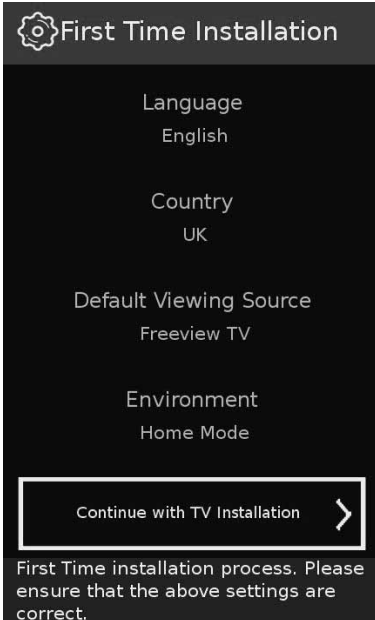 First Time Installation
Language
English
Country
UK
Default Viewing Source
Freeview TV
Environment
Home Mode
Continue with TV Installation
First Time installation process. Please
ensure that the above settings are
correct.